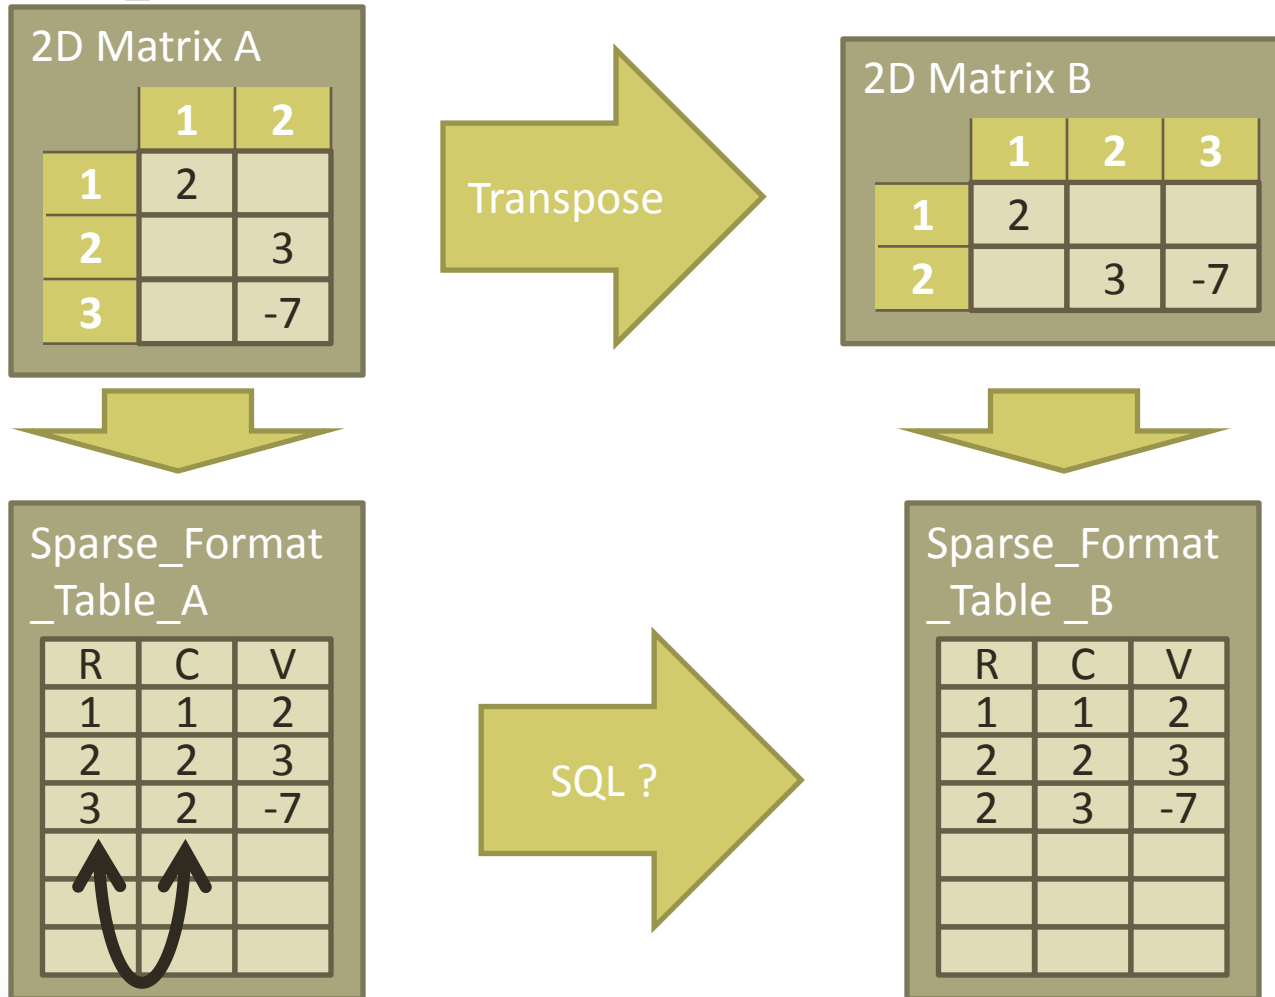 2D Matrix A
1 2
1 2
2 3
3 -7
Transpose
2D Matrix B
1 2 3
1 2
2 3 -7
Sparse_Format
_Table_A
R C V
1 1 2
2 2 3
3 2 -7
SQL ?
Sparse_Format
_Table _B
R C V
1 1 2
2 2 3
2 3 -7